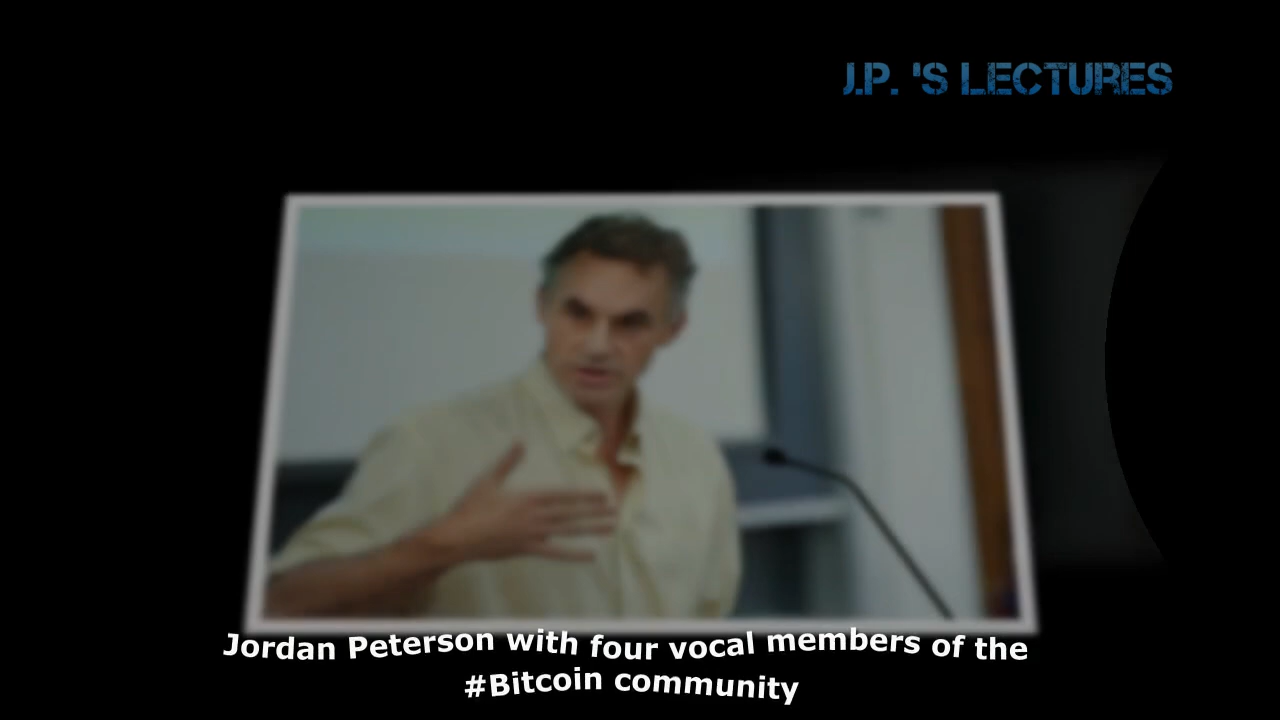 J.P. 'S LECTURES
Jordan Peterson with four vocal members of the
#Bitcoin community